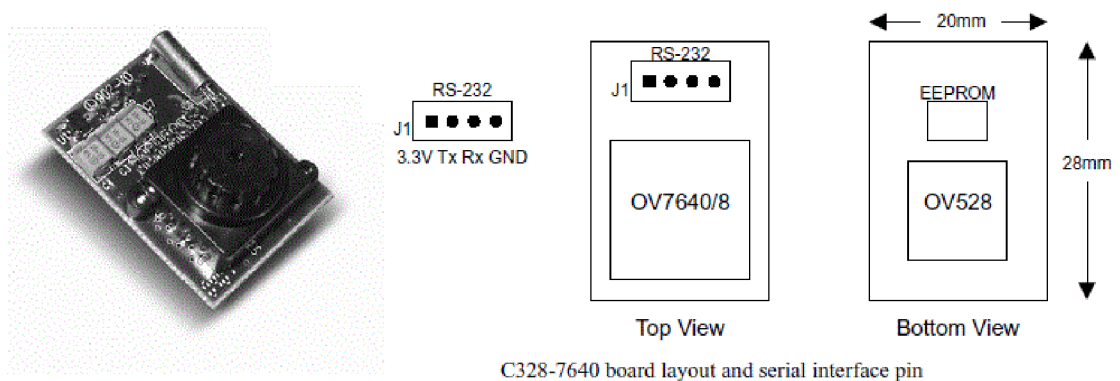 RS-232
J1
3.3V Tx Rx GND
RS-232
J1
OV7640/8
Top View
20mm
EEPROM
OV528
28mm
Bottom View
C328-7640 board layout and serial interface pin